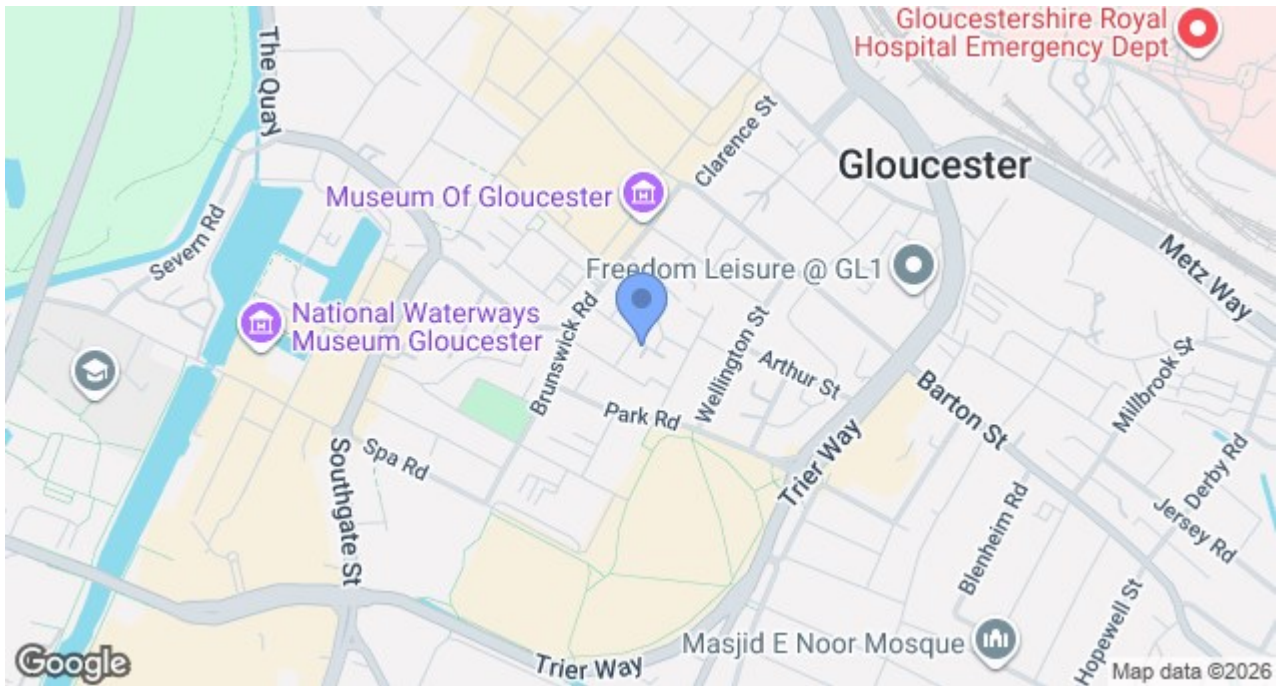 Gloucestershire Royal
Hospital Emergency Dept
The Quay
Clarence St
Gloucester
Museum Of Gloucester
Severn Rd
Metz Way
Freedom Leisure @ GL1
National Waterways
Museum Gloucester
Brunswick Rd
Wellington St
Arthur St
Millbrook St
Barton St
Park Rd
Spa Rd
Southgate St
Trier Way
Derby Rd
Jersey Rd
Blenheim Rd
Hopewell St
Masjid E Noor Mosque
Trier Way
Google
Map data ©2026